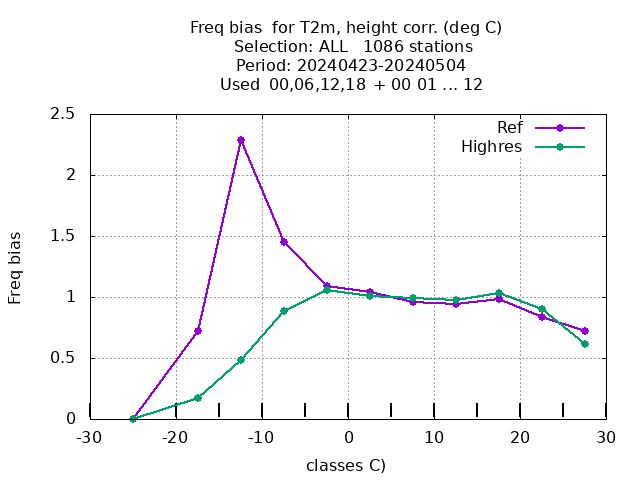 Freq bias  for T2m, height corr. (deg C)
Selection: ALL   1086 stations
Period: 20240423-20240504
Used  00,06,12,18  + 00 01 ... 12
Ref
Highres
2.5
2
1.5
1
0.5
0
Freq bias
-30
-20
-10
0
10
20
30
classes C)